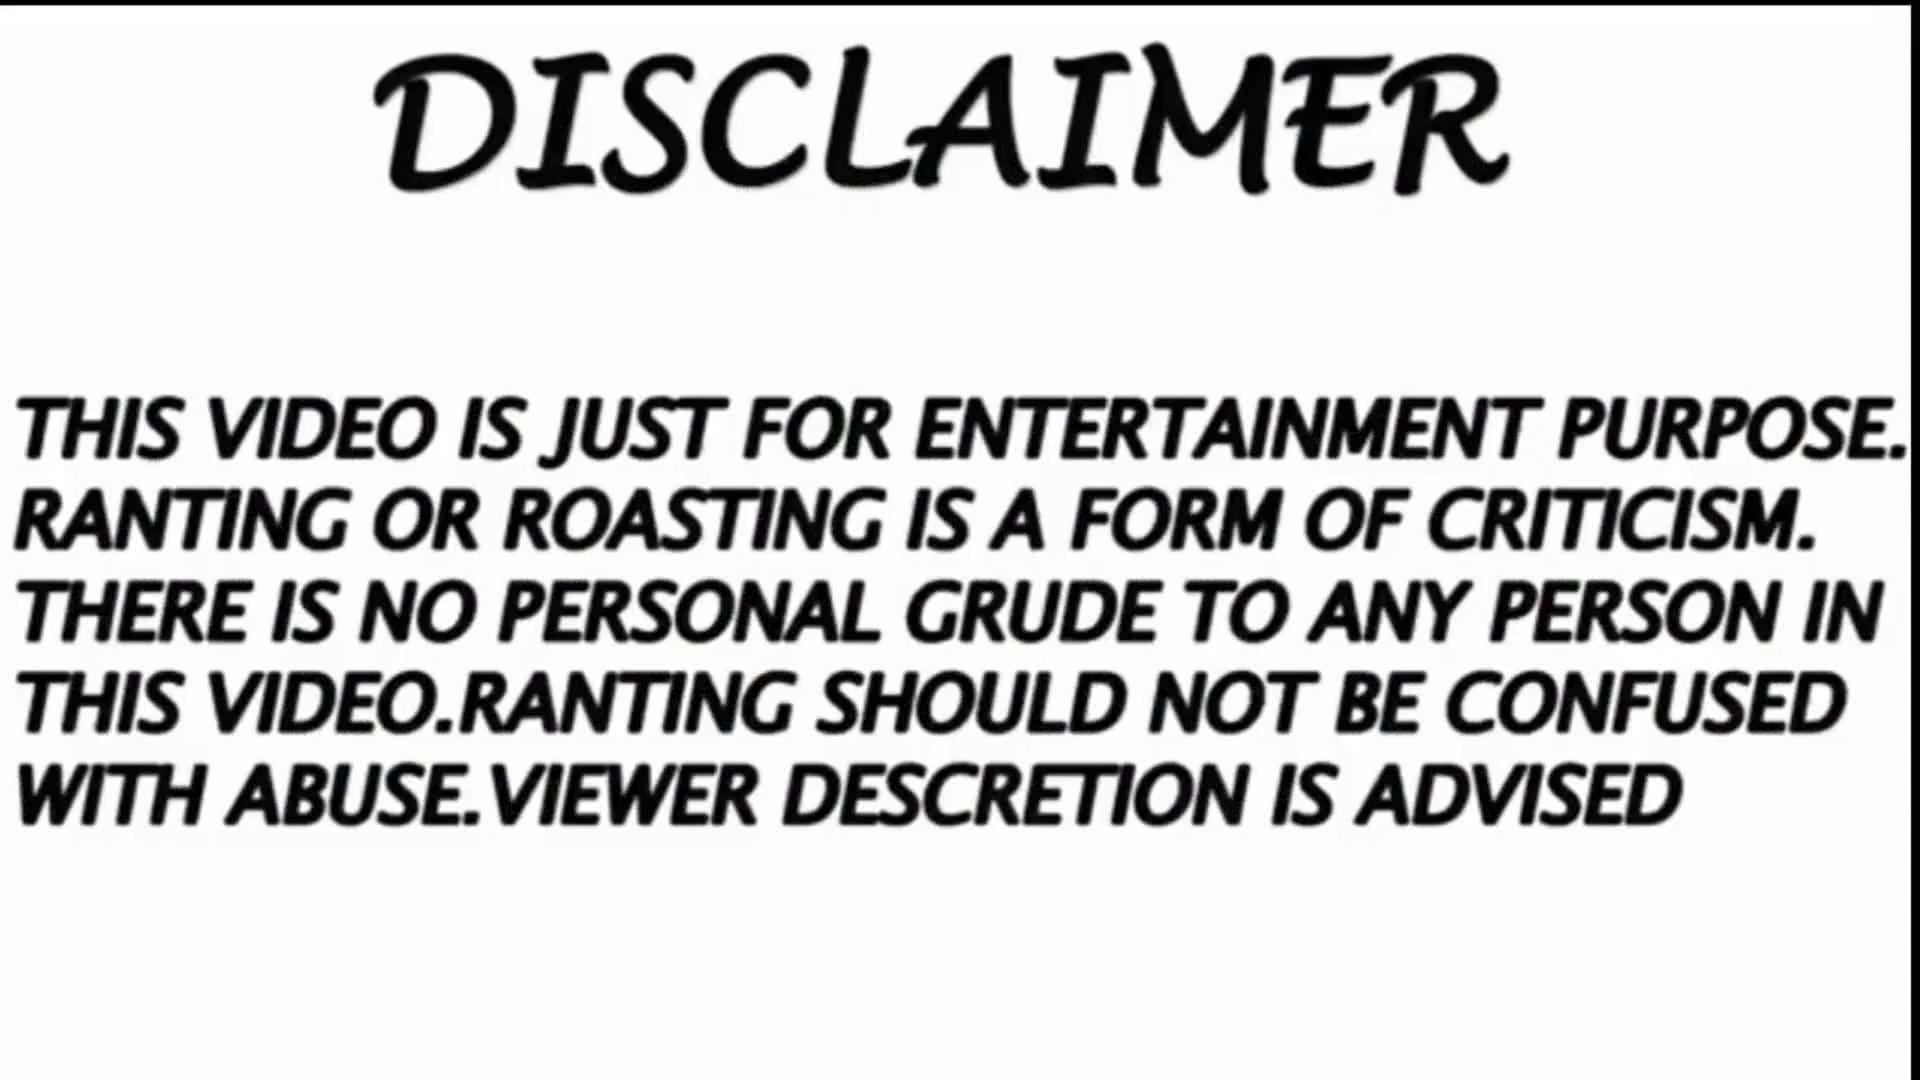 DISCLAIMER
THIS VIDEO IS JUST FOR ENTERTAINMENT PURPOSE.
RANTING OR ROASTING IS A FORM OF CRITICISM.
THERE IS NO PERSONAL GRUDE TO ANY PERSON IN
THIS VIDEO.RANTING SHOULD NOT BE CONFUSED
WITH ABUSE.VIEWER DESCRETION IS ADVISED